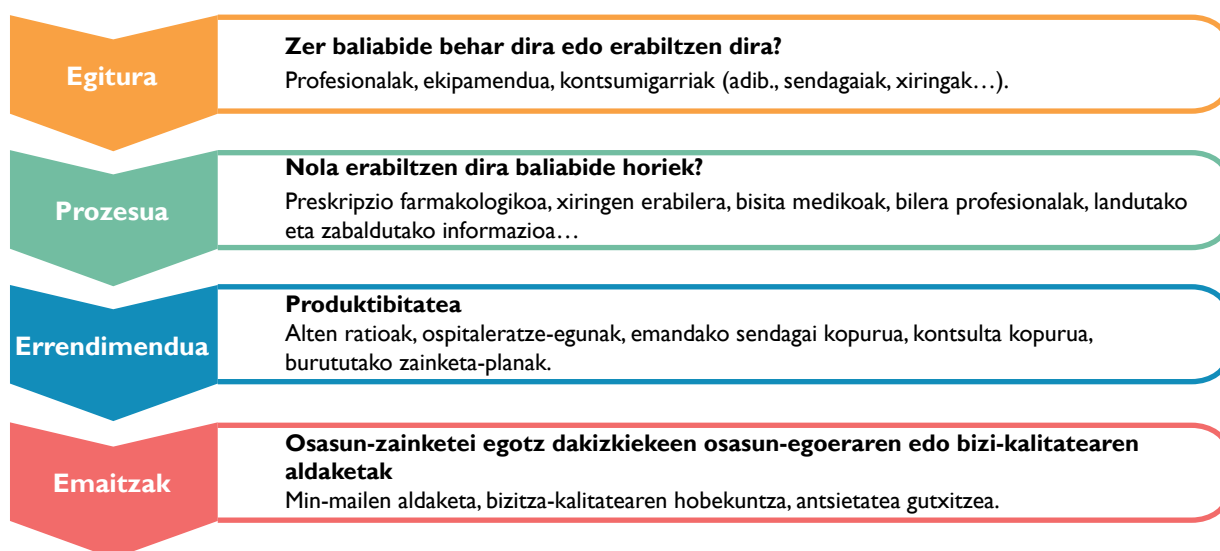 Egitura
Zer baliabide behar dira edo erabiltzen dira?
Profesionalak, ekipamendua, kontsumigarriak (adib., sendagaiak, xiringak…).
Prozesua
Nola erabiltzen dira baliabide horiek?
Preskripzio farmakologikoa, xiringen erabilera, bisita medikoak, bilera profesionalak, landutako
eta zabaldutako informazioa…
Errendimendua
Produktibitatea
Alten ratioak, ospitaleratze-egunak, emandako sendagai kopurua, kontsulta kopurua,
burututako zainketa-planak.
Emaitzak
Osasun-zainketei egotz dakizkiekeen osasun-egoeraren edo bizi-kalitatearen
aldaketak
Min-mailen aldaketa, bizitza-kalitatearen hobekuntza, antsietatea gutxitzea.